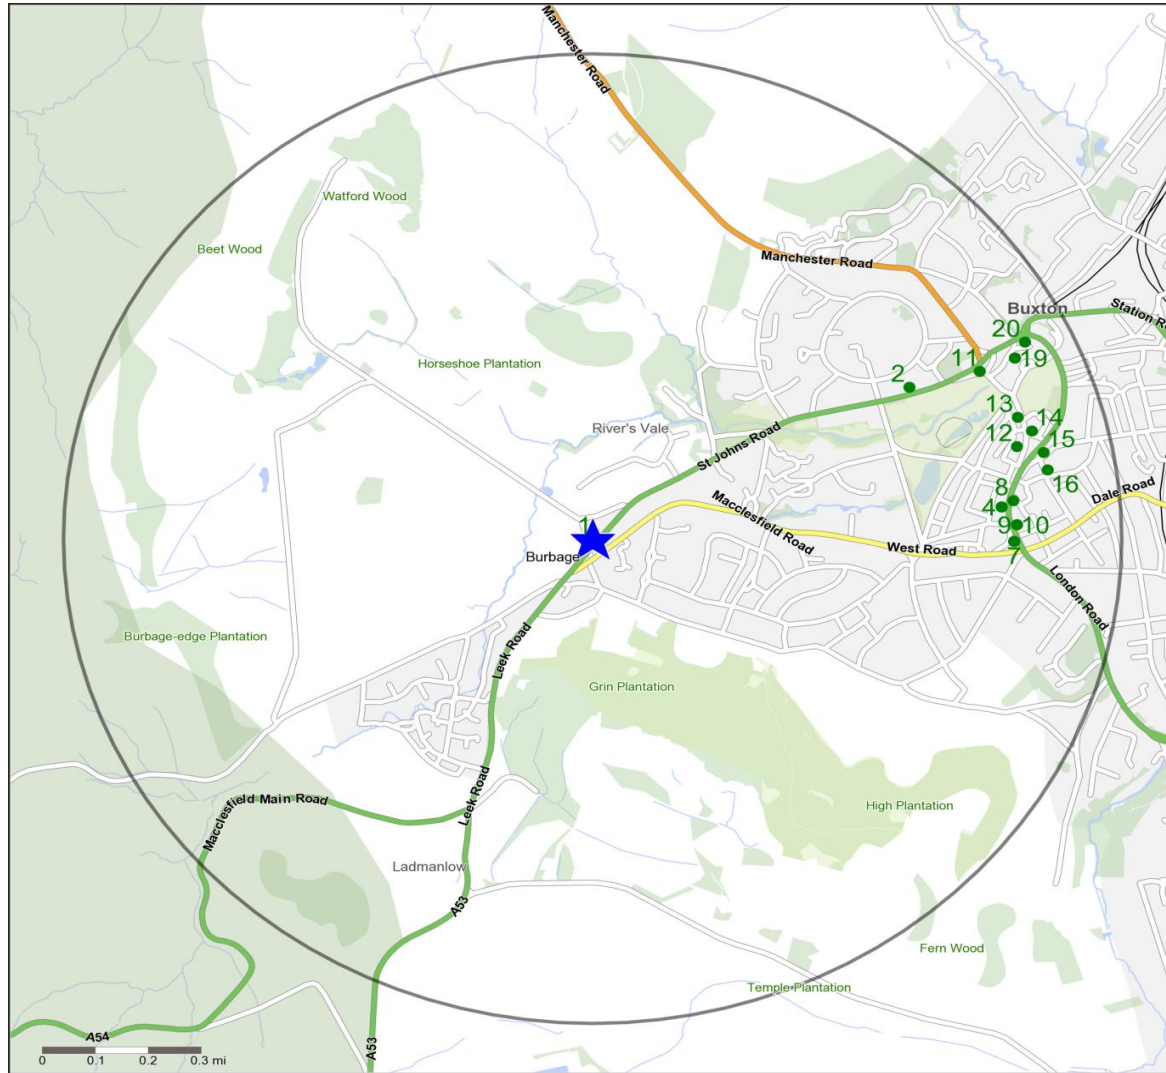 Manchester Road
Watford Wood
Beet Wood
Manchester Road
Buxton
Station R
20
Horseshoe Plantation
11
19
2
River's Vale
13
14
St Johns Road
12
15
16
Macclesfield Road
8
Dale Road
4
1
9
10
Burbage
West Road
7
London Road
Burbage-edge Plantation
Leek Road
Grin Plantation
Macclesfield Main Road
Leek Road
High Plantation
Ladmanlow
A53
Fern Wood
Temple Plantation
A54
A53
0 0.1 0.2 0.3 mi